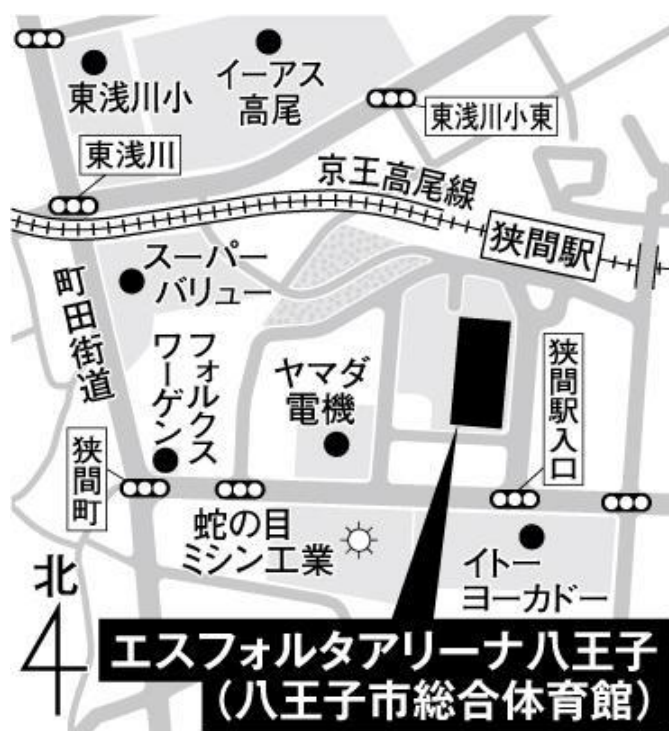 東浅川小
イーアス
高尾
東浅川小東
東浅川
京王高尾線
狭間駅
スーパー
バリュー
町田街道
フォルクス
ワーゲン
ヤマダ
電機
狭間駅入口
狭間町
蛇の目
ミシン工業
イトー
ヨーカドー
北
エスフォルタアリーナ八王子
(八王子市総合体育館)